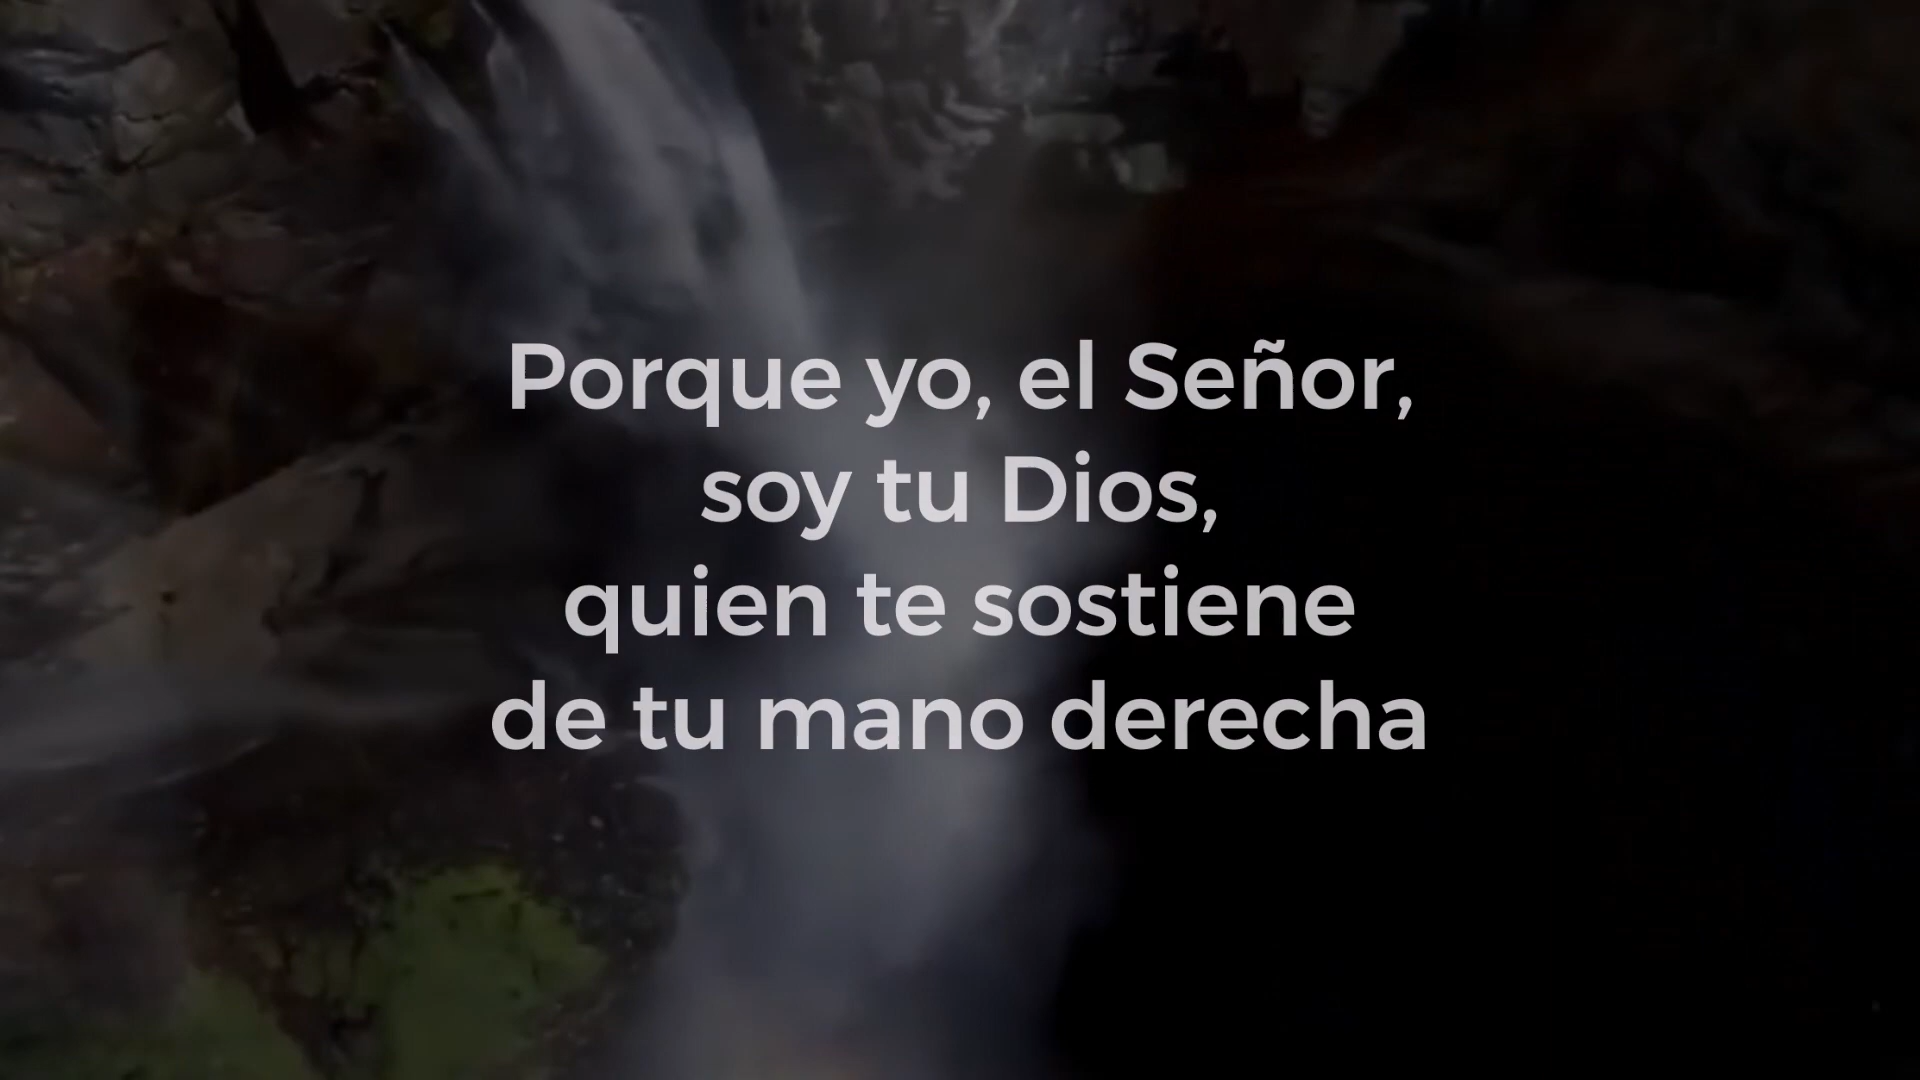 Porque yo, el Señor,
soy tu Dios,
quien te sostiene
de tu mano derecha